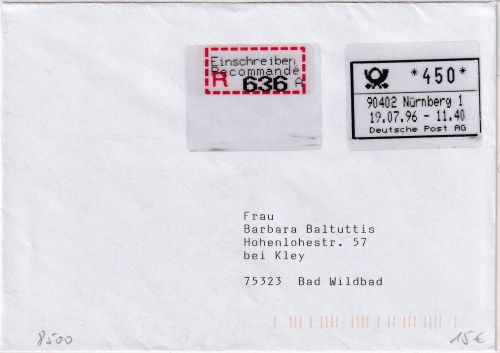 Einschreiben
Recommandé
R 636 A
*450*
90402 Nürnberg 1
19.07.96 - 11.40
Deutsche Post AG
Frau
Barbara Baltuttis
Hohenlohestr. 57
bei Kley
75323 Bad Wildbad
8500
15€